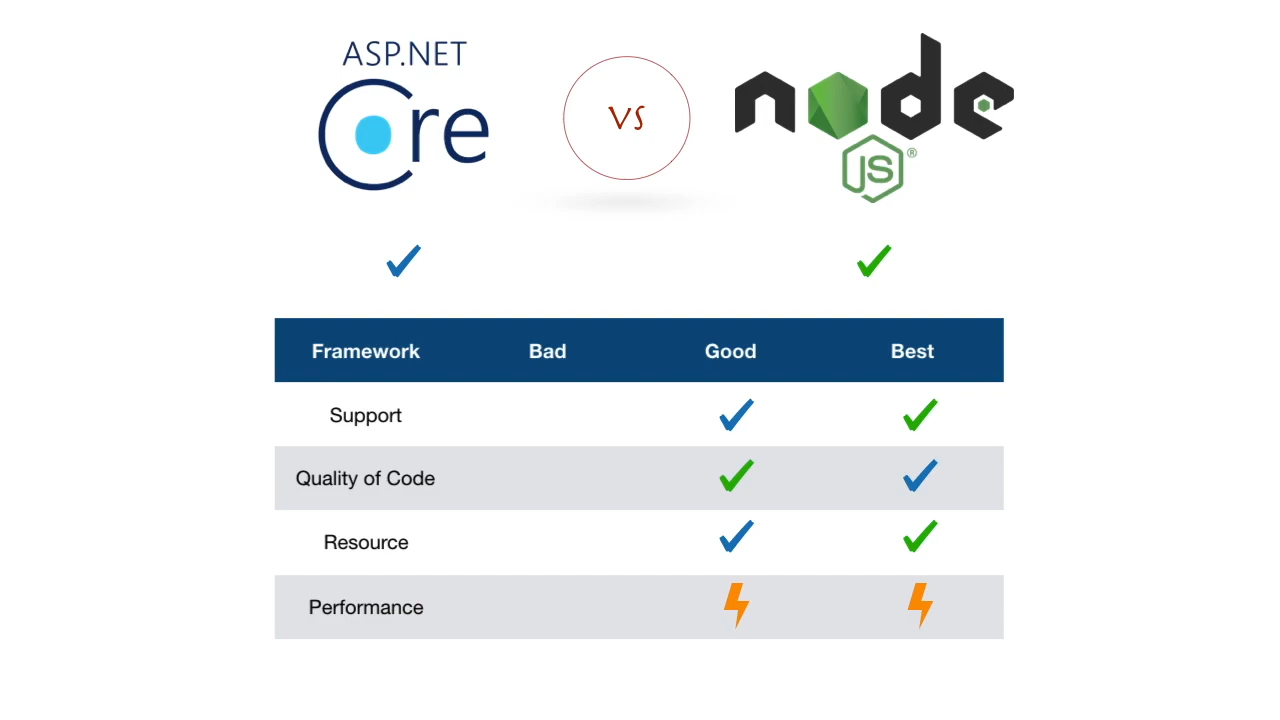 ASP.NET
Core
VS
node
JS®
Framework Bad Good Best
Support
Quality of Code
Resource
Performance